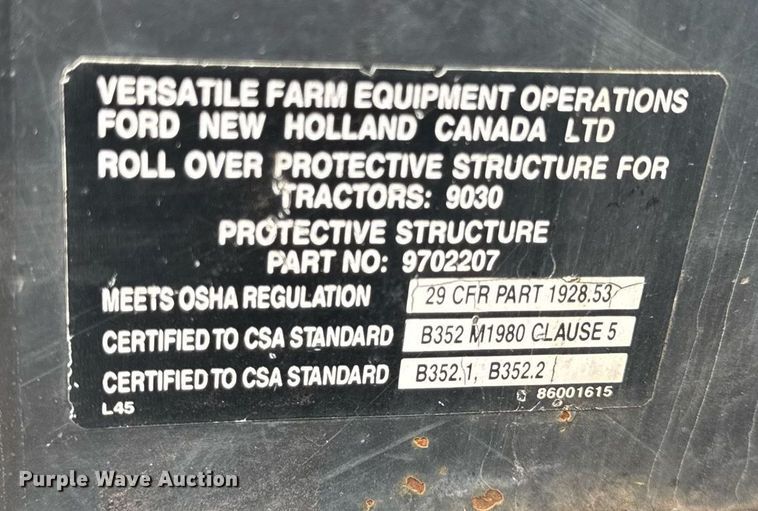 VERSATILE FARM EQUIPMENT OPERATIONS
FORD NEW HOLLAND CANADA LTD
ROLL OVER PROTECTIVE STRUCTURE FOR
TRACTORS: 9030
PROTECTIVE STRUCTURE
PART NO: 9702207
MEETS OSHA REGULATION 29 CFR PART 1928.53
CERTIFIED TO CSA STANDARD B352 M1980 CLAUSE 5
CERTIFIED TO CSA STANDARD B352.1, B352.2
L45 86001615
Purple Wave Auction